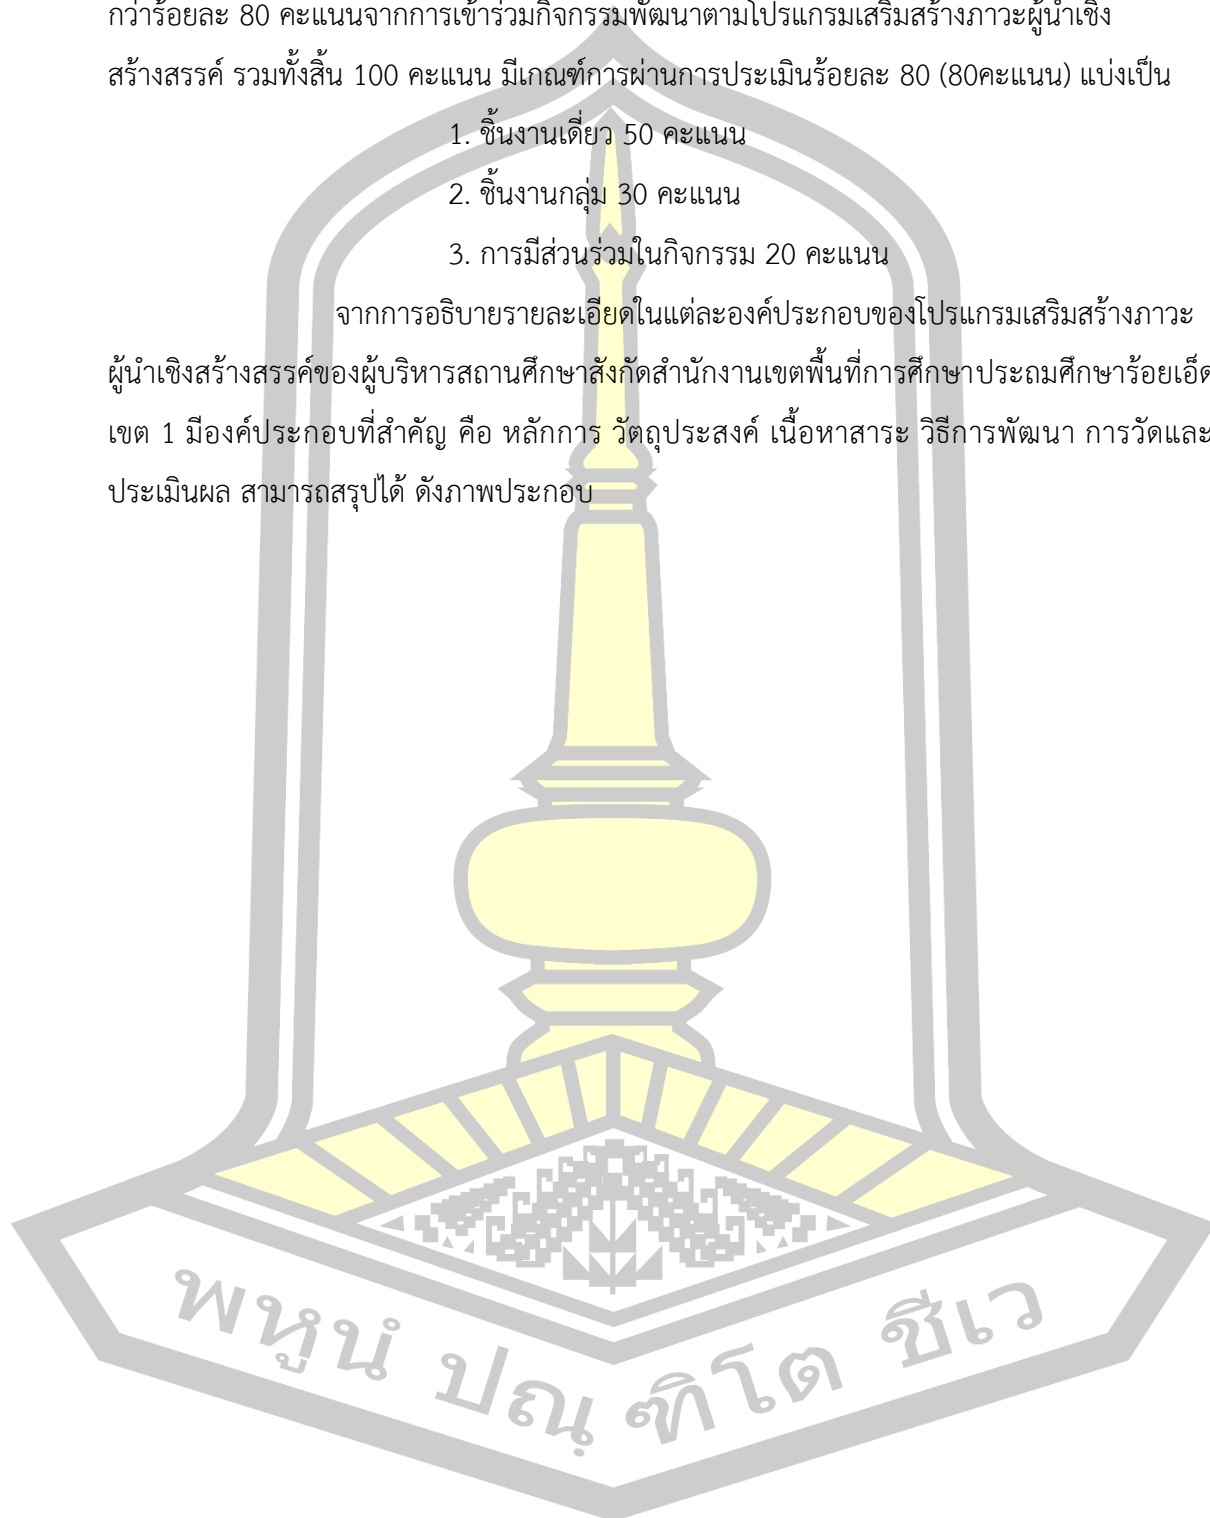 กว่าร้อยละ 80 คะแนนจากการเข้าร่วมกิจกรรมพัฒนาตามโปรแกรมเสริมสร้างภาวะผู้นำเชิง
สร้างสรรค์ รวมทั้งสิ้น 100 คะแนน มีเกณฑ์การผ่านการประเมินร้อยละ 80 (80คะแนน) แบ่งเป็น
1. ชิ้นงานเดี่ยว 50 คะแนน
2. ชิ้นงานกลุ่ม 30 คะแนน
3. การมีส่วนร่วมในกิจกรรม 20 คะแนน
จากการอธิบายรายละเอียดในแต่ละองค์ประกอบของโปรแกรมเสริมสร้างภาวะ
ผู้นำเชิงสร้างสรรค์ของผู้บริหารสถานศึกษาสังกัดสำนักงานเขตพื้นที่การศึกษาประถมศึกษาร้อยเอ็ด
เขต 1 มีองค์ประกอบที่สำคัญ คือ หลักการ วัตถุประสงค์ เนื้อหาสาระ วิธีการพัฒนา การวัดและ
ประเมินผล สามารถสรุปได้ ดังภาพประกอบ
พหูนํ ปณฺฑิโต ชีเว